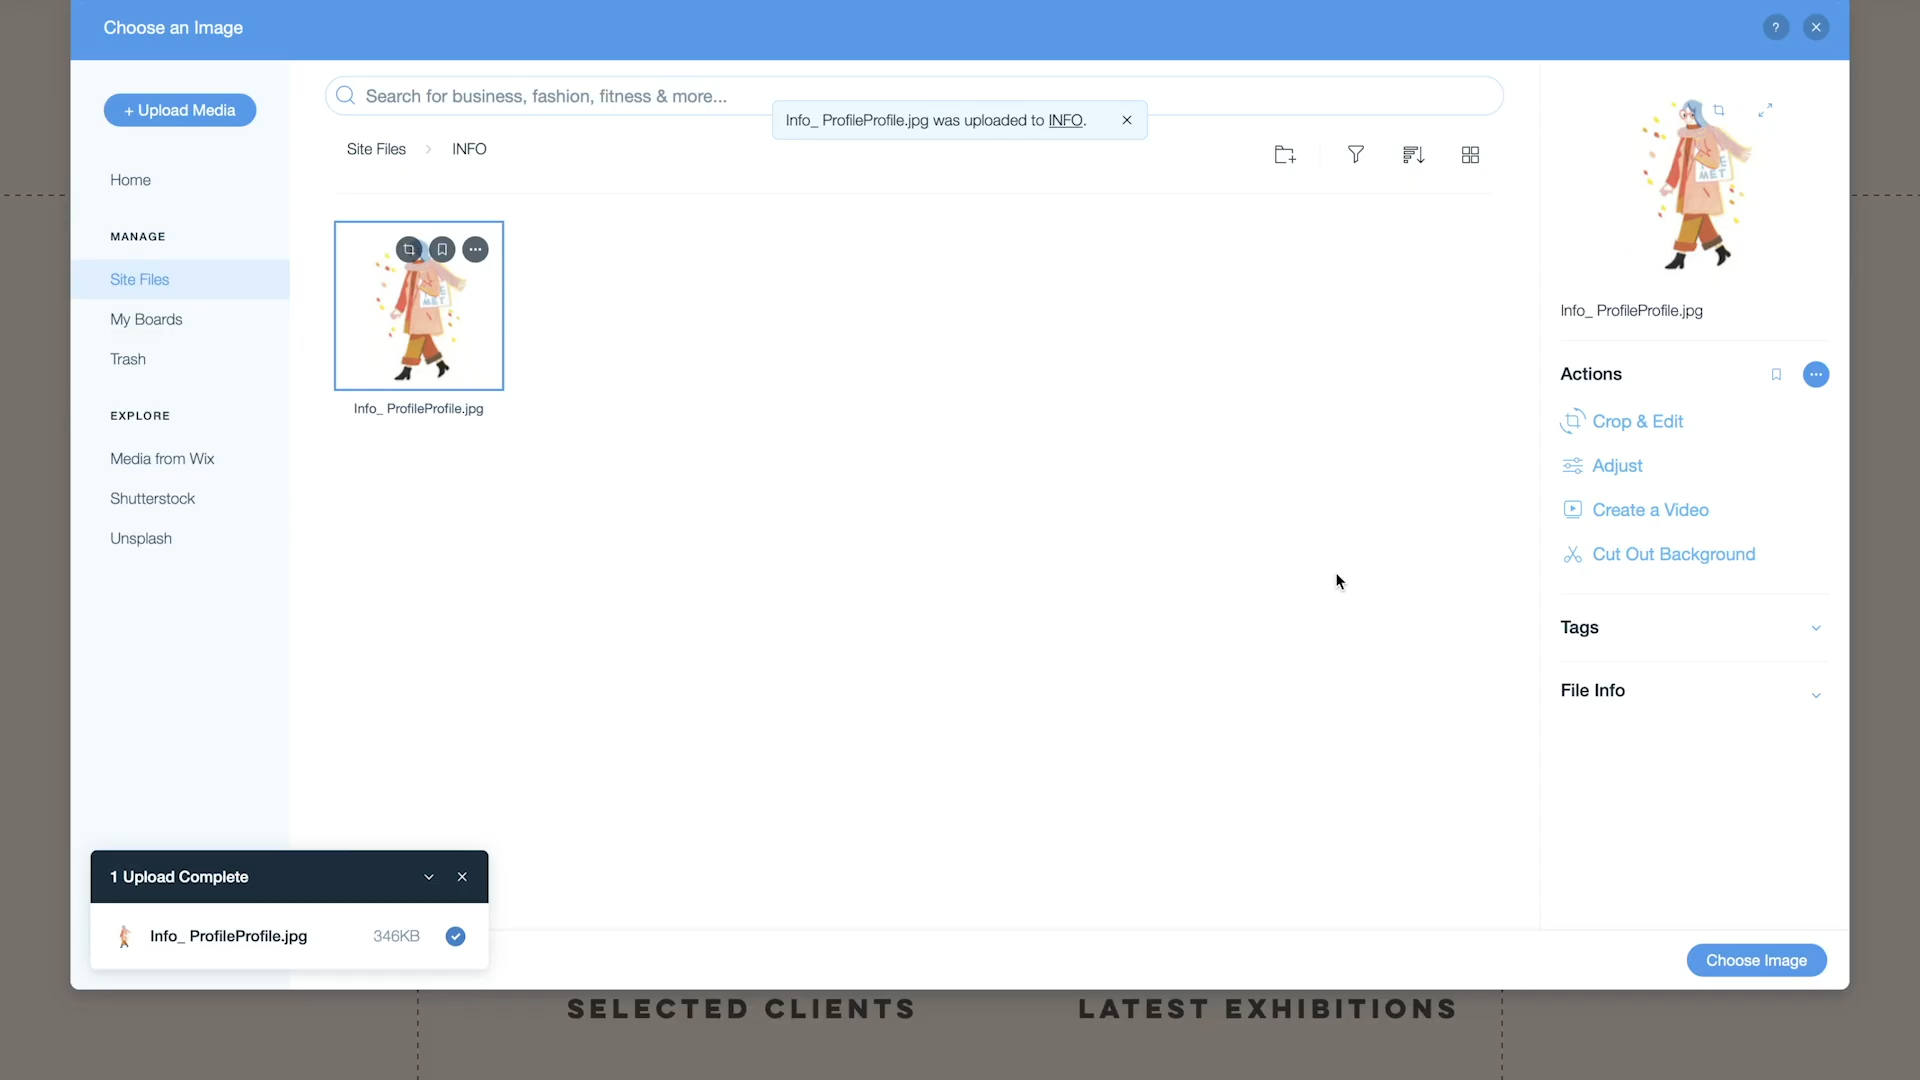 Choose an Image
?
+ Upload Media
Search for business, fashion, fitness & more...
Info_ ProfileProfile.jpg was uploaded to INFO.
Site Files > INFO
Home
MANAGE
Site Files
My Boards
Trash
EXPLORE
Media from Wix
Shutterstock
Unsplash
MET
Info_ ProfileProfile.jpg
MET
Info_ ProfileProfile.jpg
Actions
Crop & Edit
Adjust
Create a Video
Cut Out Background
Tags
File Info
1 Upload Complete
Info_ ProfileProfile.jpg 346KB
Choose Image
SELECTED CLIENTS
LATEST EXHIBITIONS